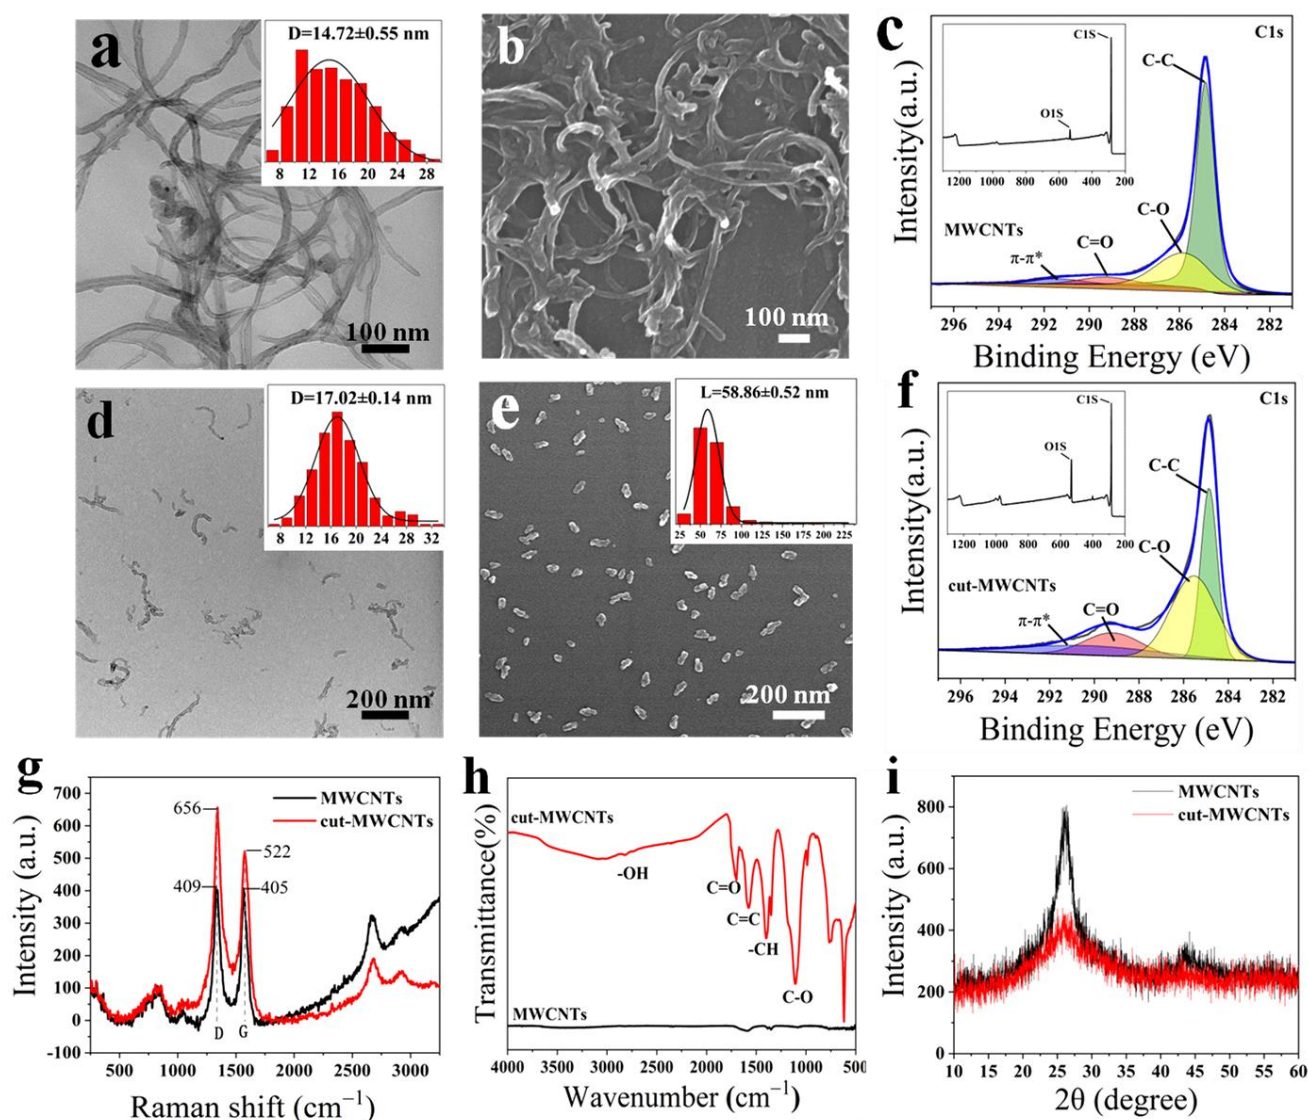 a
D=14.72±0.55 nm
8 12 16 20 24 28
100 nm
b
100 nm
c
C1s
C1S
O1S
1200 1000 800 600 400 200
C-C
C-O
C=O
π-π*
MWCNTs
Intensity(a.u.)
296 294 292 290 288 286 284 282
Binding Energy (eV)
d
D=17.02±0.14 nm
8 12 16 20 24 28 32
200 nm
e
L=58.86±0.52 nm
25 50 75 100 125 150 175 200 225
200 nm
f
C1s
C1S
O1S
1200 1000 800 600 400 200
C-C
C-O
C=O
π-π*
cut-MWCNTs
Intensity(a.u.)
296 294 292 290 288 286 284 282
Binding Energy (eV)
g
MWCNTs
cut-MWCNTs
700
600
500
400
300
200
100
0
-100
656
522
409
405
D G
Intensity (a.u.)
500 1000 1500 2000 2500 3000
Raman shift (cm⁻¹)
h
cut-MWCNTs
-OH
C=O
C=C
-CH
C-O
MWCNTs
Transmittance(%)
4000 3500 3000 2500 2000 1500 1000 500
Wavenumber (cm⁻¹)
i
MWCNTs
cut-MWCNTs
800
600
400
200
0
Intensity (a.u.)
10 15 20 25 30 35 40 45 50 55 60
2θ (degree)